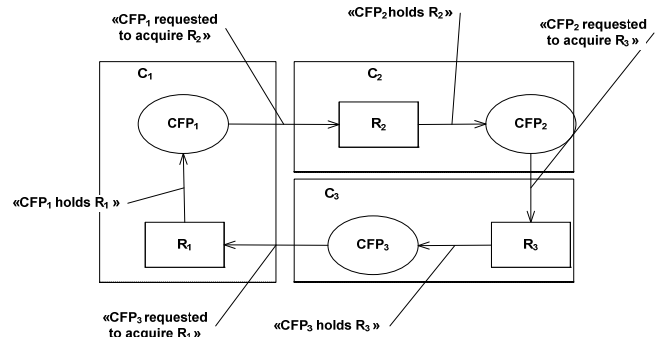 «CFP₁ requested
to acquire R₂»
«CFP₂ holds R₂»
«CFP₂ requested
to acquire R₃»
C₁
C₂
CFP₁
R₂
CFP₂
«CFP₁ holds R₁ »
C₃
R₁
CFP₃
R₃
«CFP₃ requested
to acquire R₁ »
«CFP₃ holds R₃»